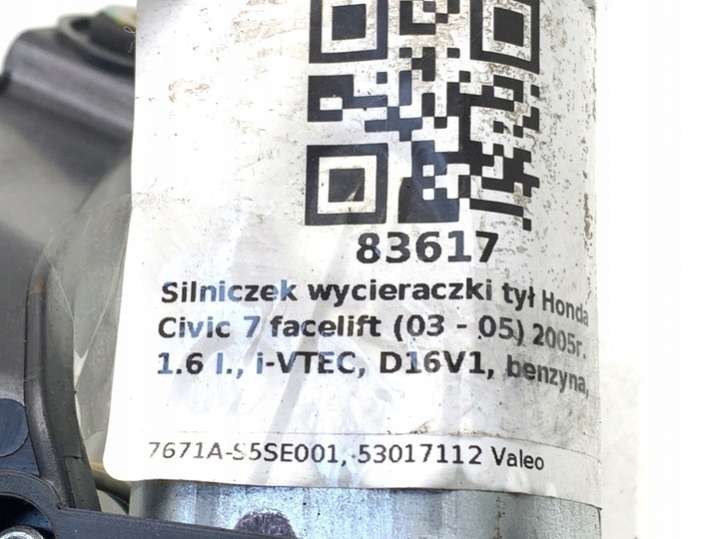 83617
Silniczek wycieraczki tył Honda
Civic 7 facelift (03 - 05) 2005r.
1.6 l., i-VTEC, D16V1, benzyna,
7671A-S5SE001, 53017112 Valeo